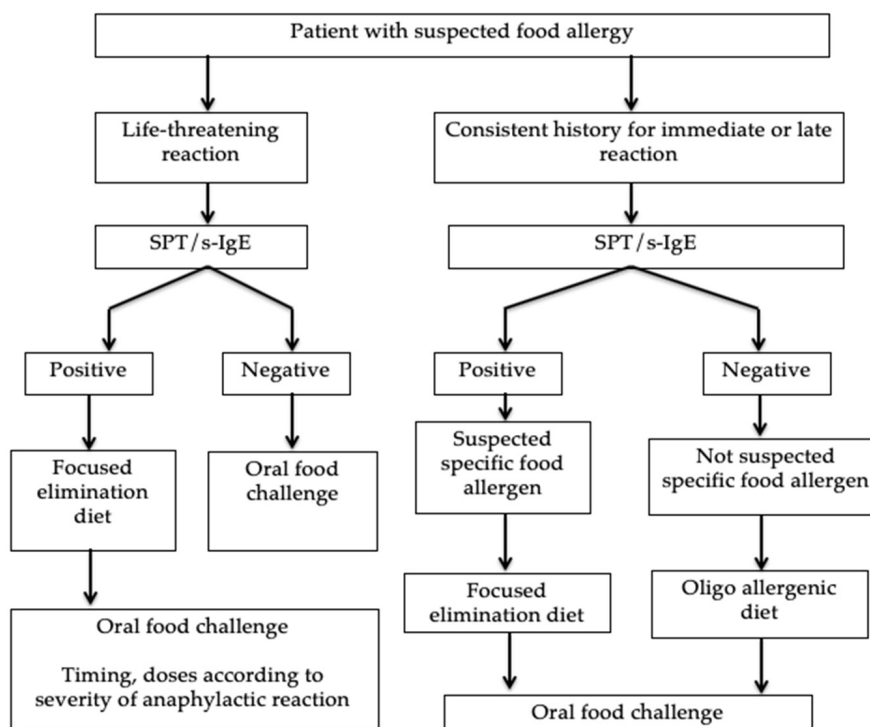 Patient with suspected food allergy
Life-threatening
reaction
Consistent history for immediate or late
reaction
SPT/s-IgE
SPT/s-IgE
Positive
Negative
Positive
Negative
Focused
elimination
diet
Oral food
challenge
Suspected
specific food
allergen
Not suspected
specific food allergen
Focused
elimination diet
Oligo allergenic
diet
Oral food challenge
Timing, doses according to
severity of anaphylactic reaction
Oral food challenge